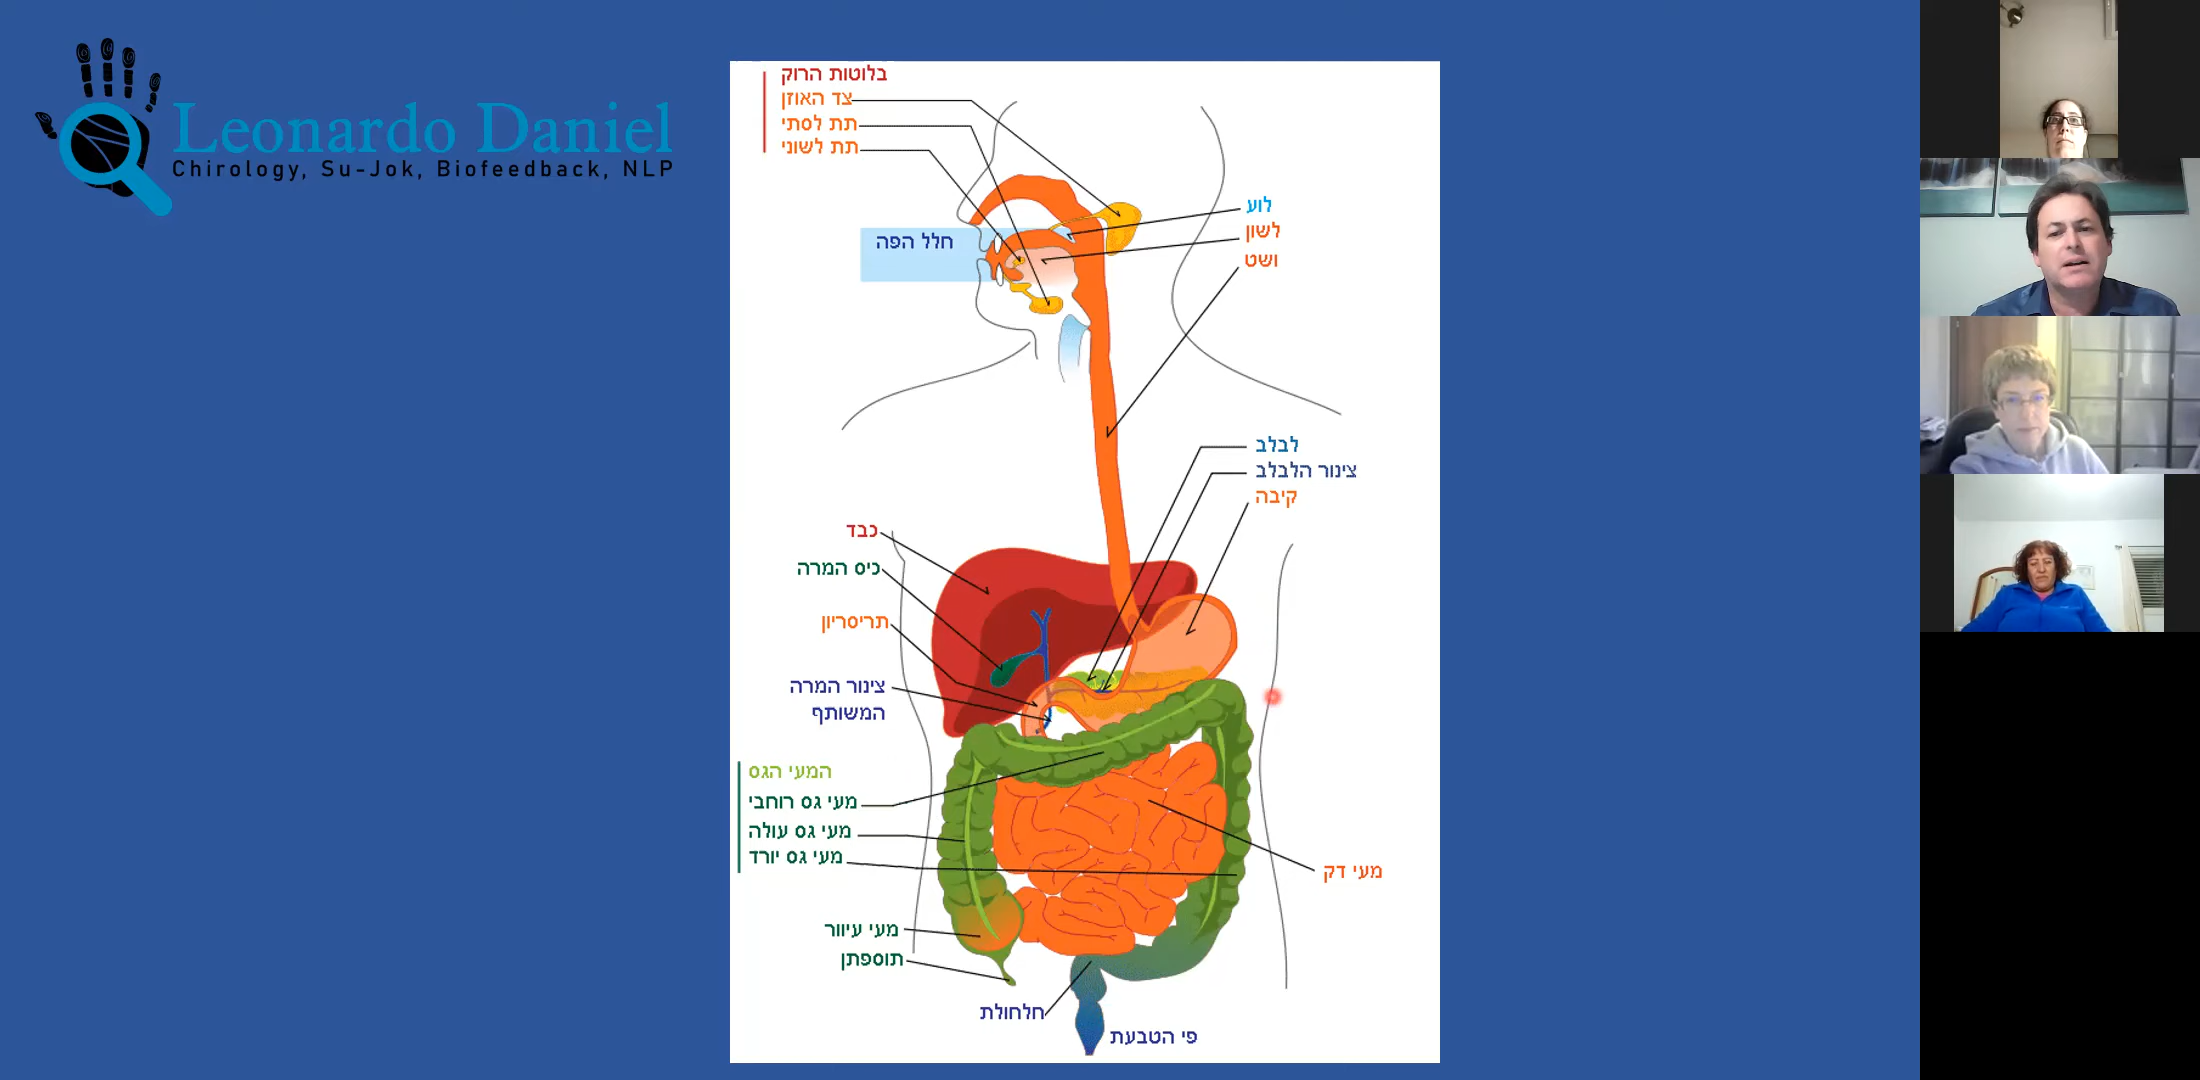 Leonardo Daniel
Chirology, Su-Jok, Biofeedback, NLP
בלוטות הרוק
צד האוזן
תת לסתי
תת לשוני
חלל הפה
לוע
לשון
ושט
לבלב
צינור הלבלב
קיבה
כבד
כיס המרה
תריסריון
צינור המרה
המשותף
המעי הגס
מעי גס רוחבי
מעי גס עולה
מעי גס יורד
מעי דק
מעי עיוור
תוספתן
חלחולת
פי הטבעת